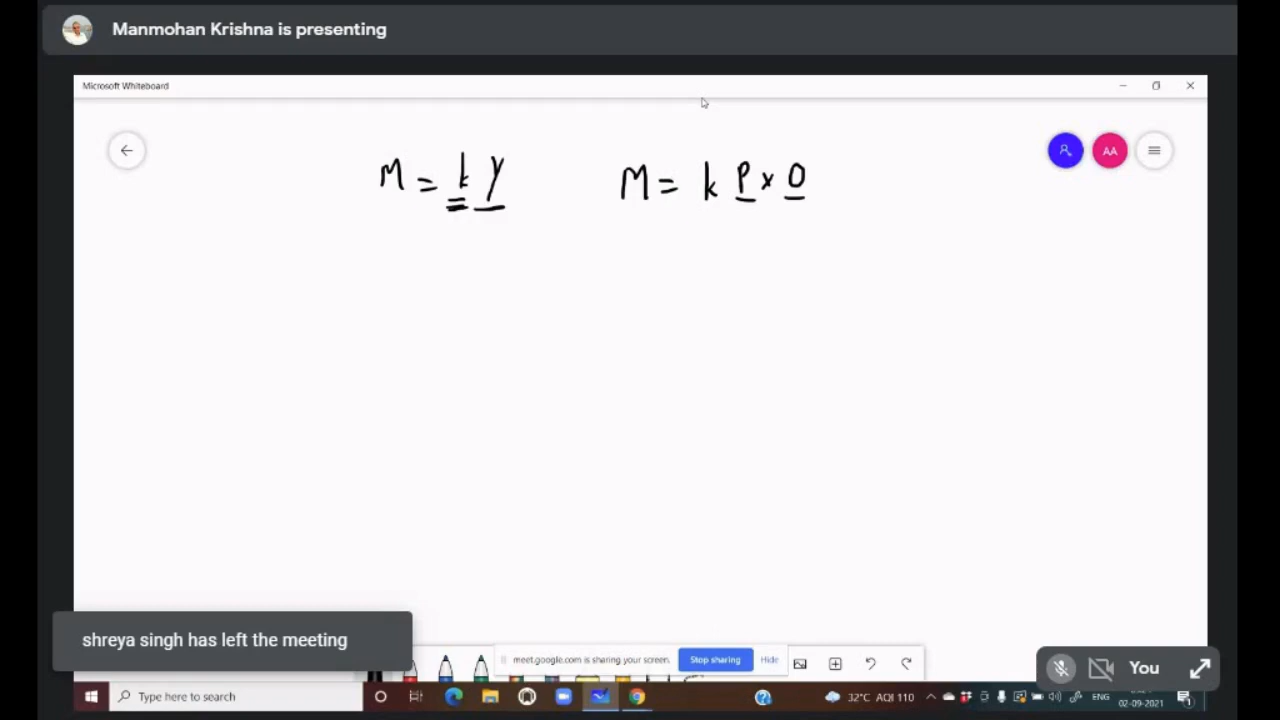 Manmohan Krishna is presenting
Microsoft Whiteboard
AA
M = k y M = k P × O
shreya singh has left the meeting
meet.google.com is sharing your screen. Stop sharing Hide
You
Type here to search
32°C AQI 110 ENG
02-09-2021